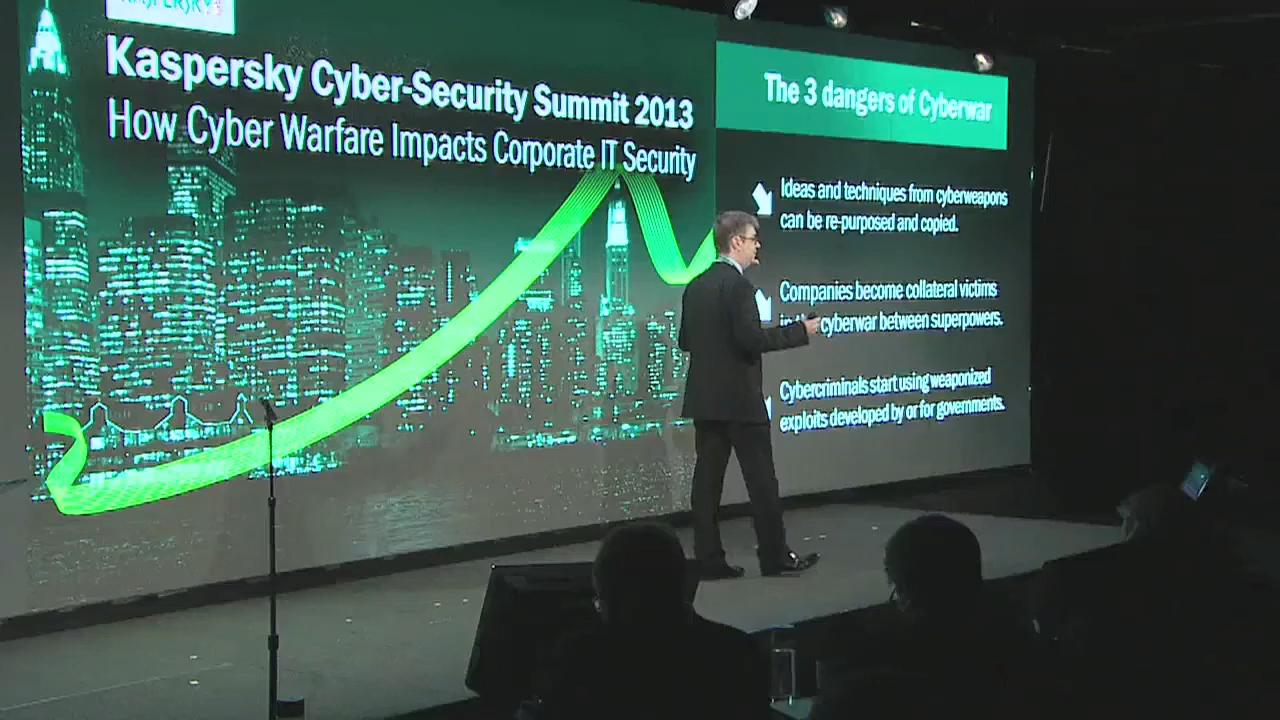 KASPERSKY
Kaspersky Cyber-Security Summit 2013
How Cyber Warfare Impacts Corporate IT Security
The 3 dangers of Cyberwar
Ideas and techniques from cyberweapons
can be re-purposed and copied.
Companies become collateral victims
cyberwar between superpowers.
Cybercriminals start using weaponized
exploits developed by or for governments.